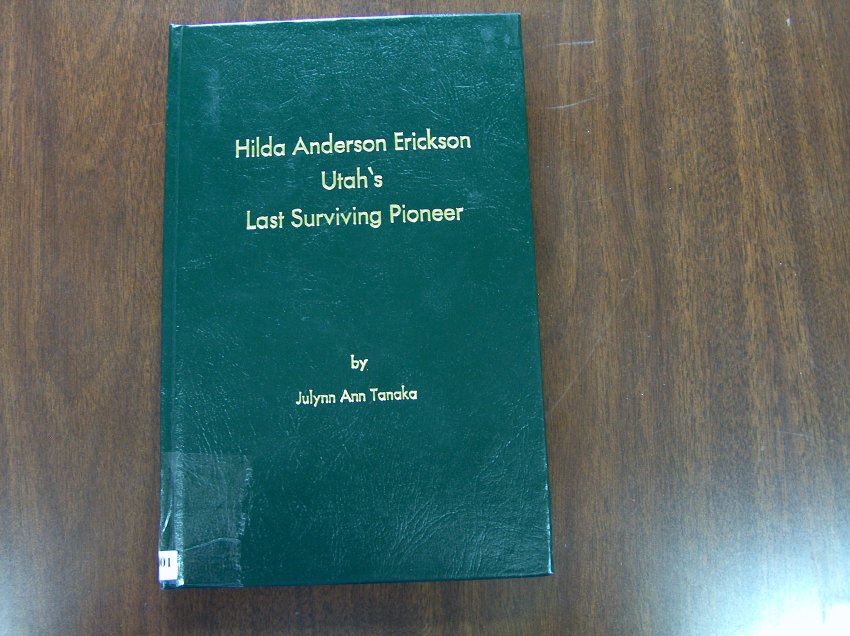 Hilda Anderson Erickson
Utah`s
Last Surviving Pioneer
by
Julynn Ann Tanaka